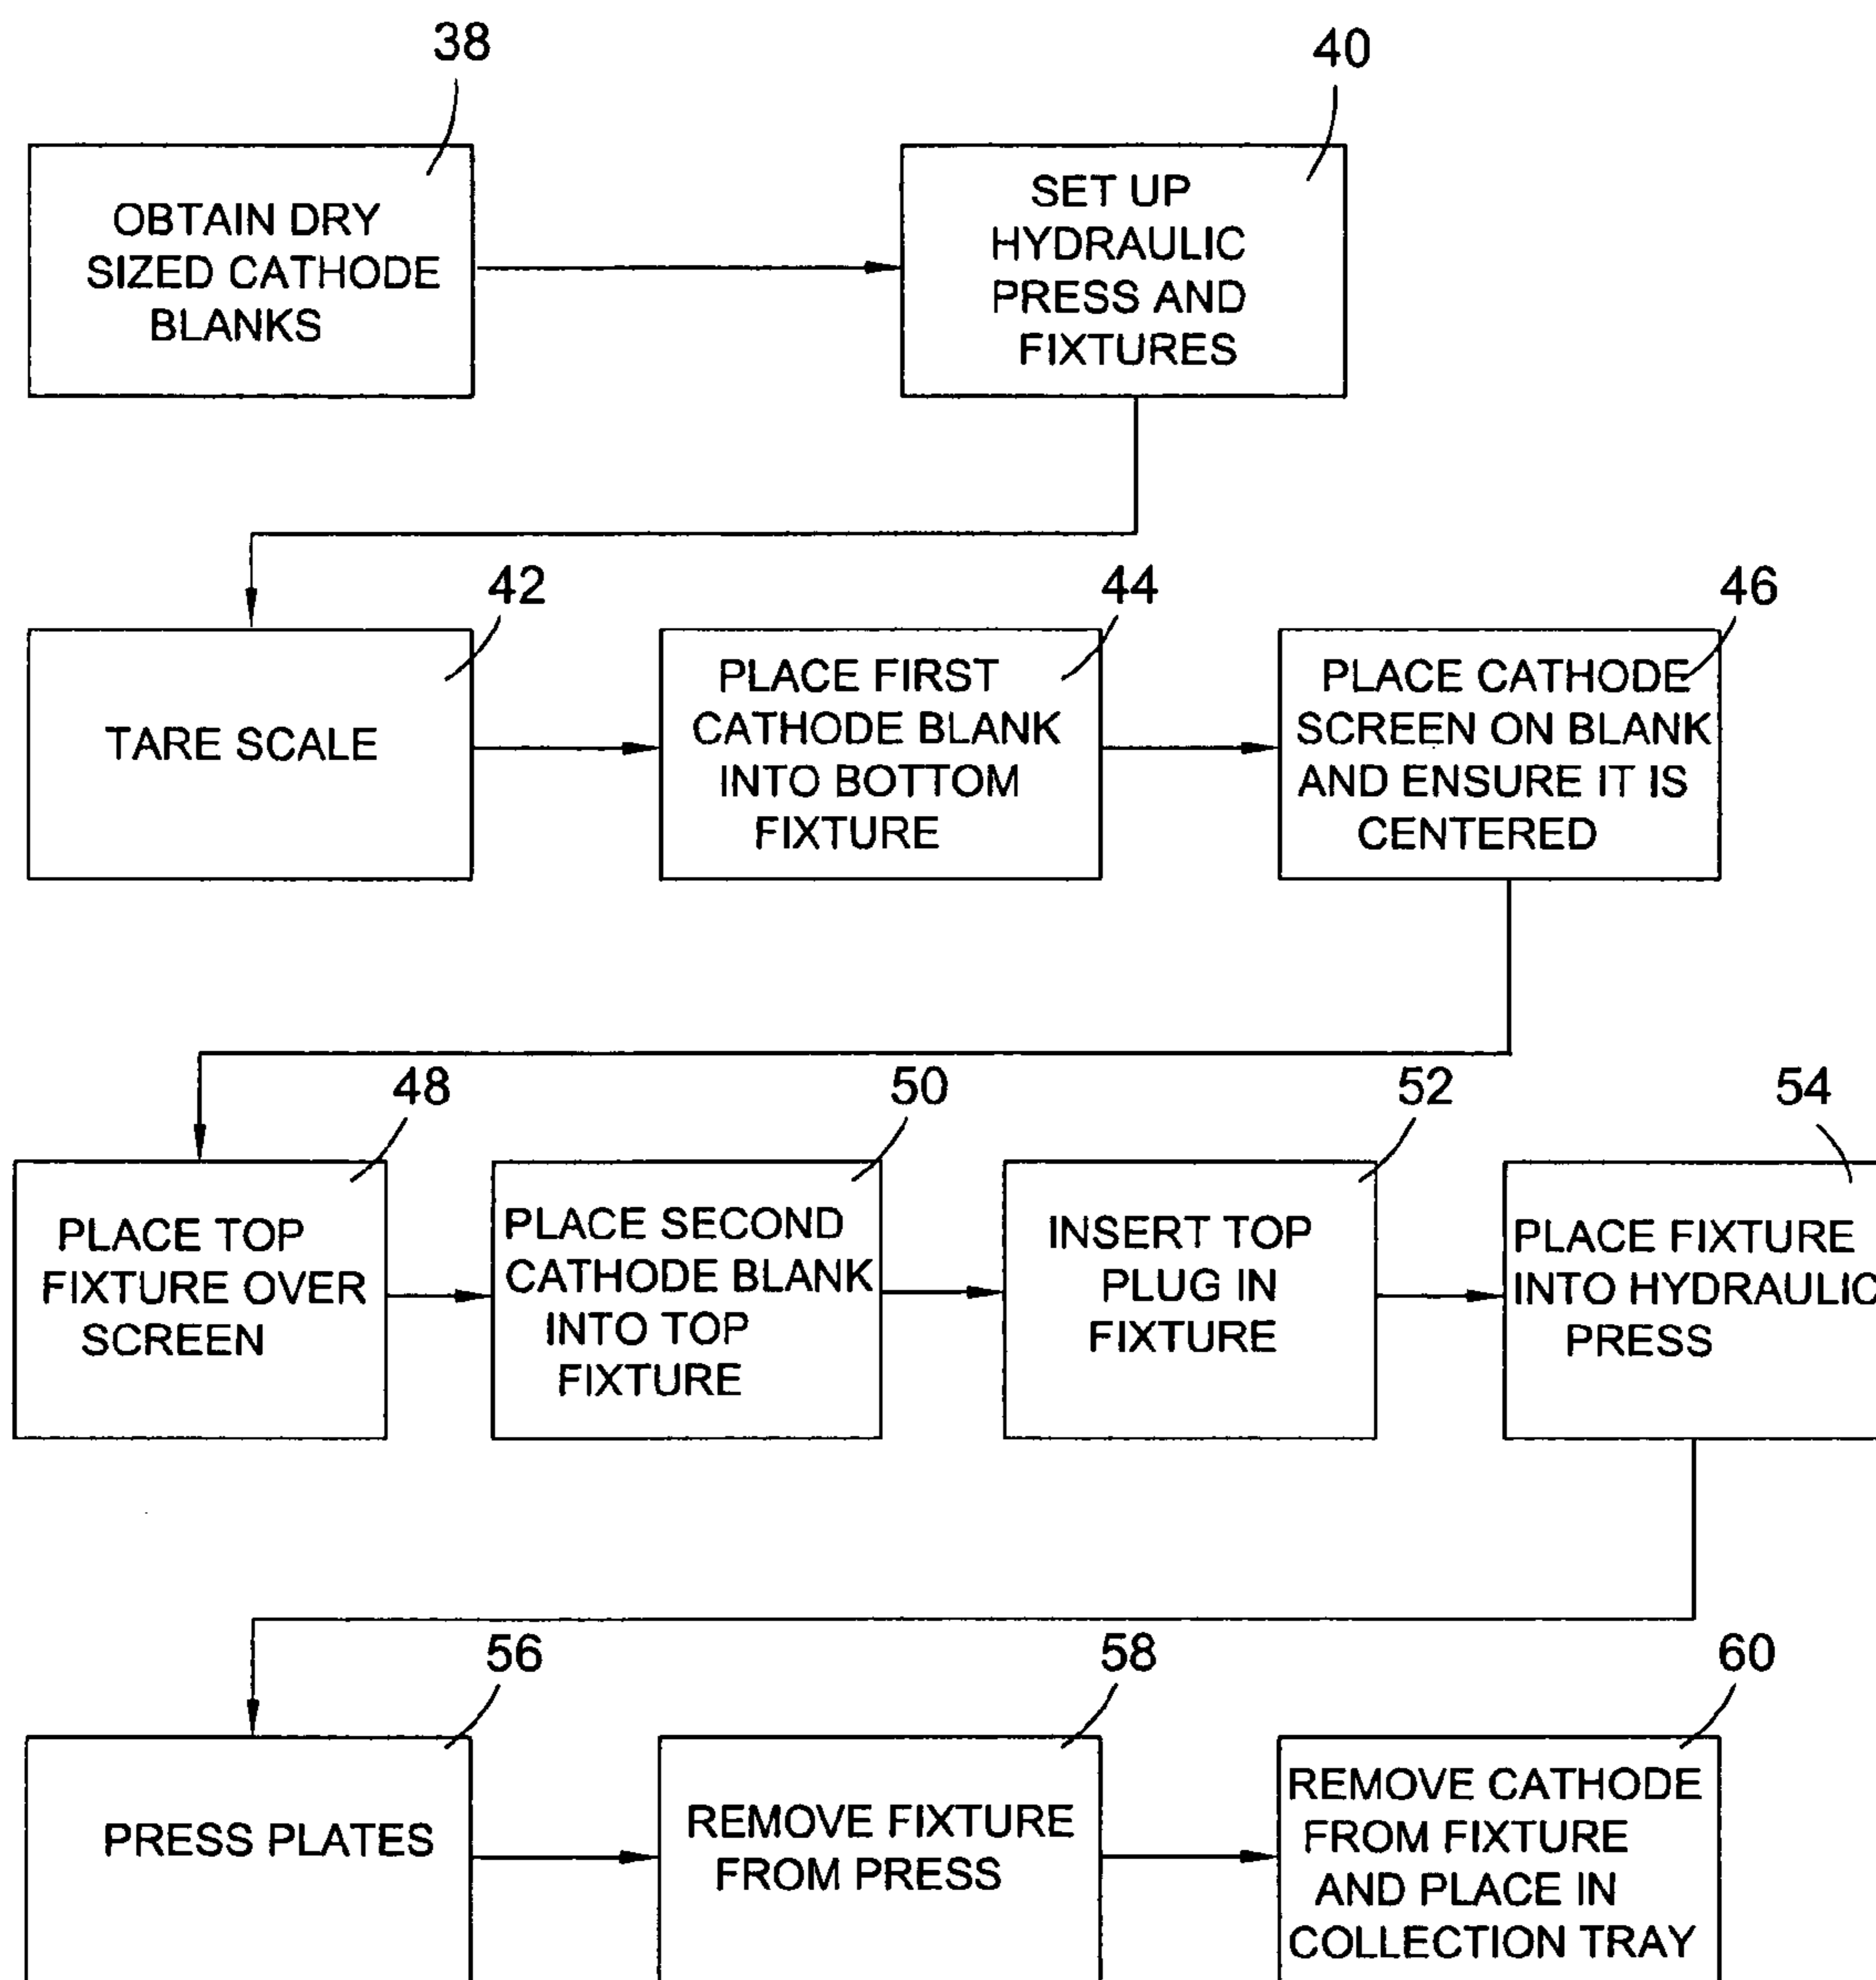 38
40
OBTAIN DRY
SIZED CATHODE
BLANKS
SET UP
HYDRAULIC
PRESS AND
FIXTURES
42
44
46
TARE SCALE
PLACE FIRST
CATHODE BLANK
INTO BOTTOM
FIXTURE
PLACE CATHODE
SCREEN ON BLANK
AND ENSURE IT IS
CENTERED
48
50
52
54
PLACE TOP
FIXTURE OVER
SCREEN
PLACE SECOND
CATHODE BLANK
INTO TOP
FIXTURE
INSERT TOP
PLUG IN
FIXTURE
PLACE FIXTURE
INTO HYDRAULIC
PRESS
56
58
60
PRESS PLATES
REMOVE FIXTURE
FROM PRESS
REMOVE CATHODE
FROM FIXTURE
AND PLACE IN
COLLECTION TRAY